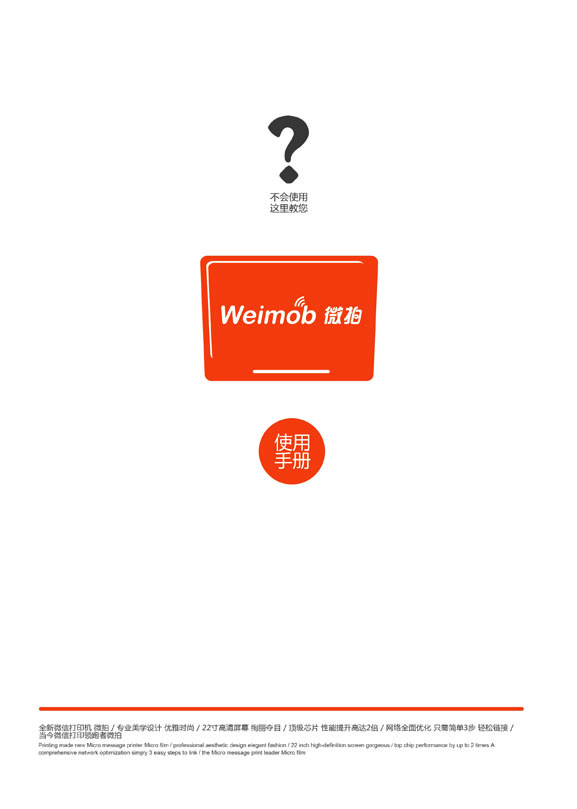 ?
不会使用
这里教您
Weimob 微拍
使用
手册
全新微信打印机 微拍 / 专业美学设计 优雅时尚 / 22寸高清屏幕 绚丽夺目 / 顶级芯片 性能提升高达2倍 / 网络全面优化 只需简单3步 轻松链接 /
当今微信打印领跑者微拍
Printing made new Micro message printer Micro film / professional aesthetic design elegant fashion / 22 inch high-definition screen gorgeous / top chip performance by up to 2 times A
comprehensive network optimization simpry 3 easy steps to link / the Micro message print leader Micro film